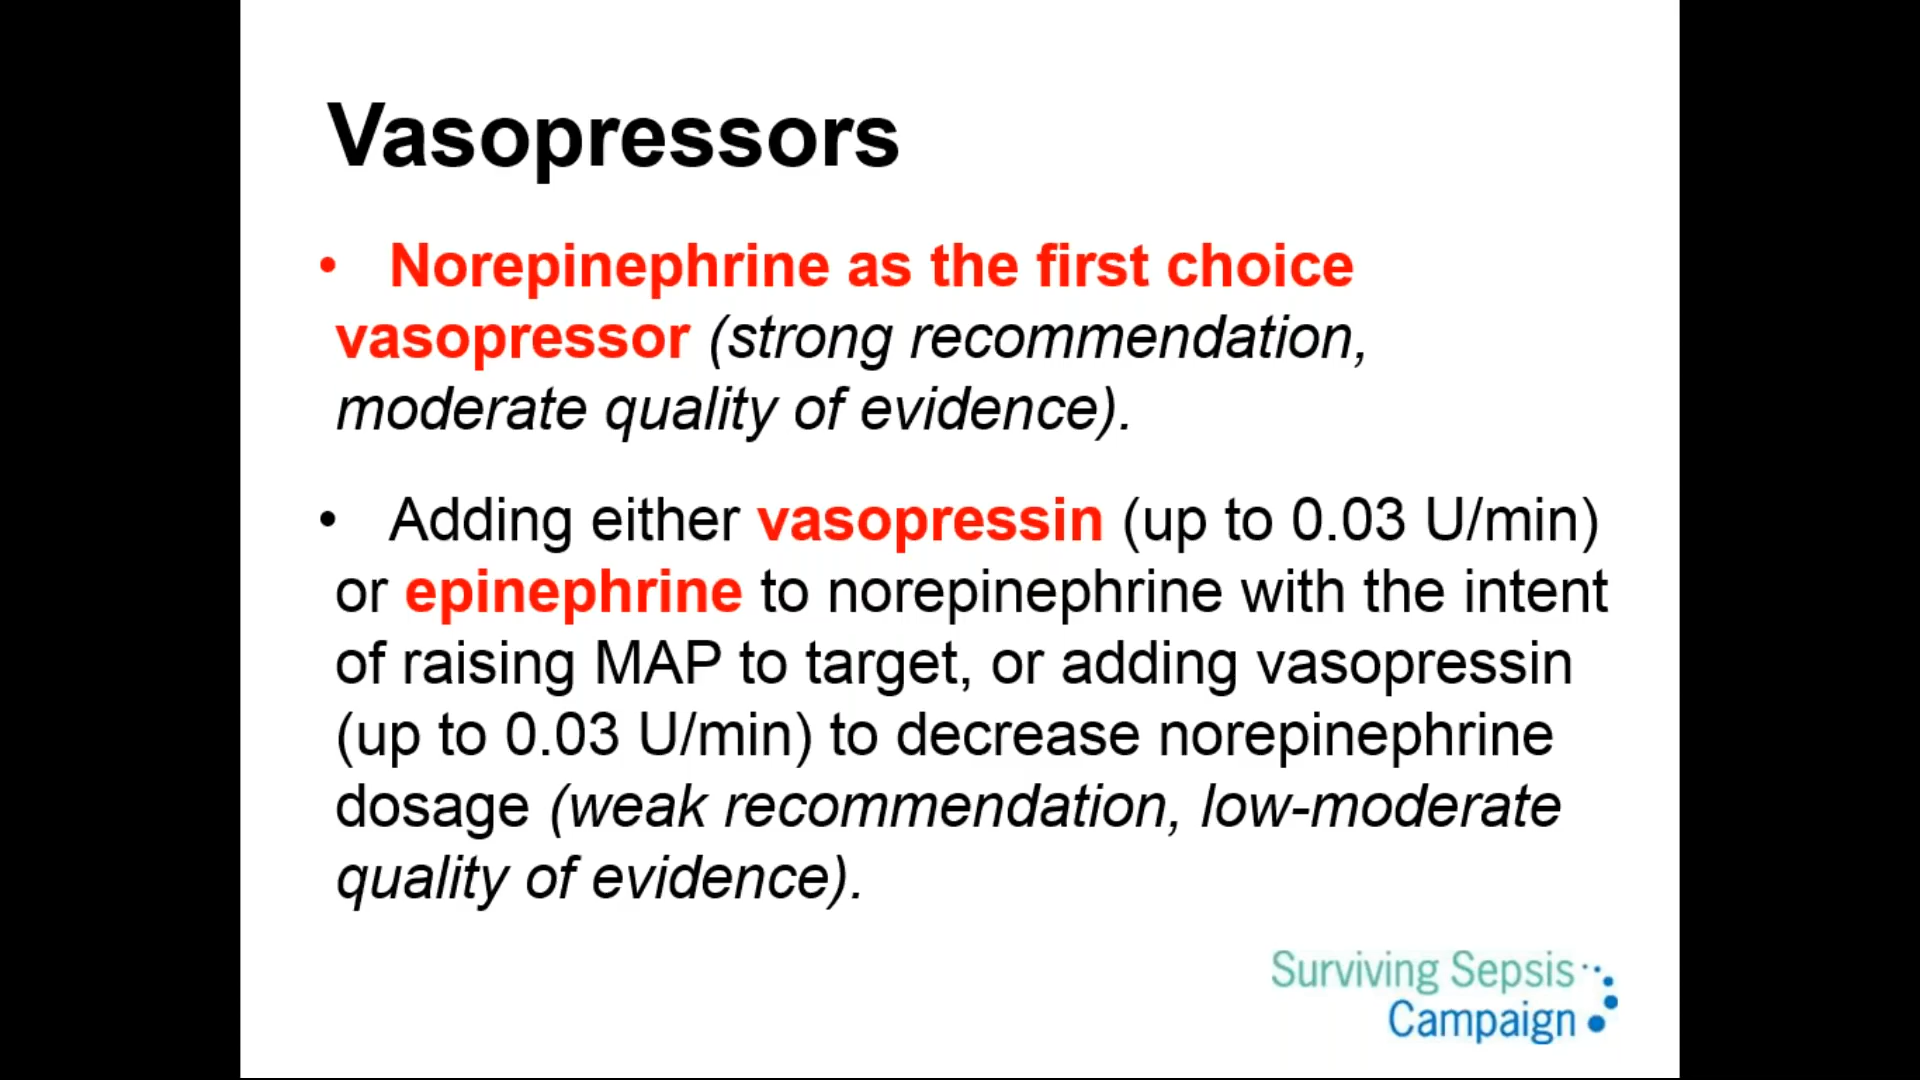 Vasopressors
• Norepinephrine as the first choice
vasopressor (strong recommendation,
moderate quality of evidence).
• Adding either vasopressin (up to 0.03 U/min)
or epinephrine to norepinephrine with the intent
of raising MAP to target, or adding vasopressin
(up to 0.03 U/min) to decrease norepinephrine
dosage (weak recommendation, low-moderate
quality of evidence).
Surviving Sepsis
Campaign